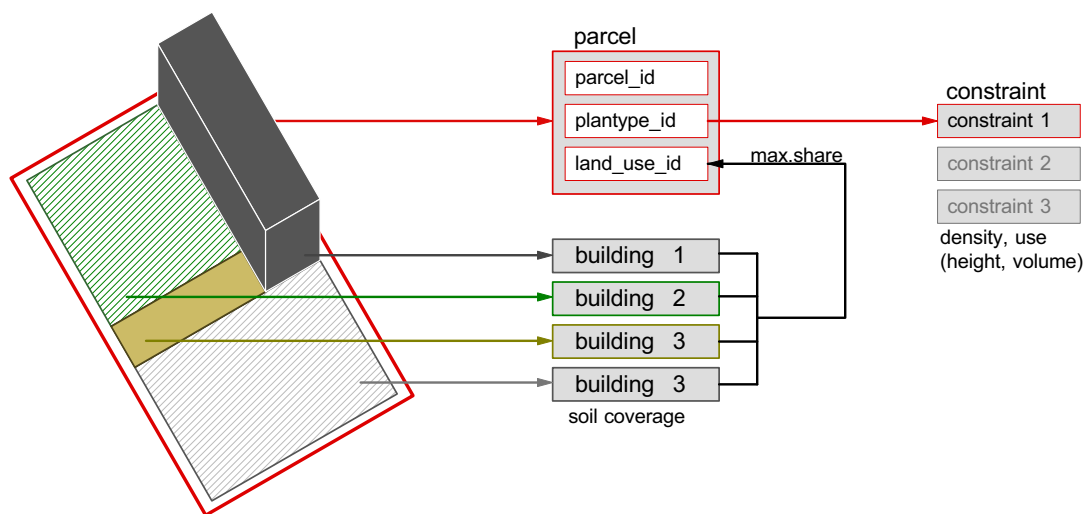 parcel
parcel_id
plantype_id
land_use_id
max.share
constraint
constraint 1
constraint 2
constraint 3
density, use
(height, volume)
building 1
building 2
building 3
building 3
soil coverage